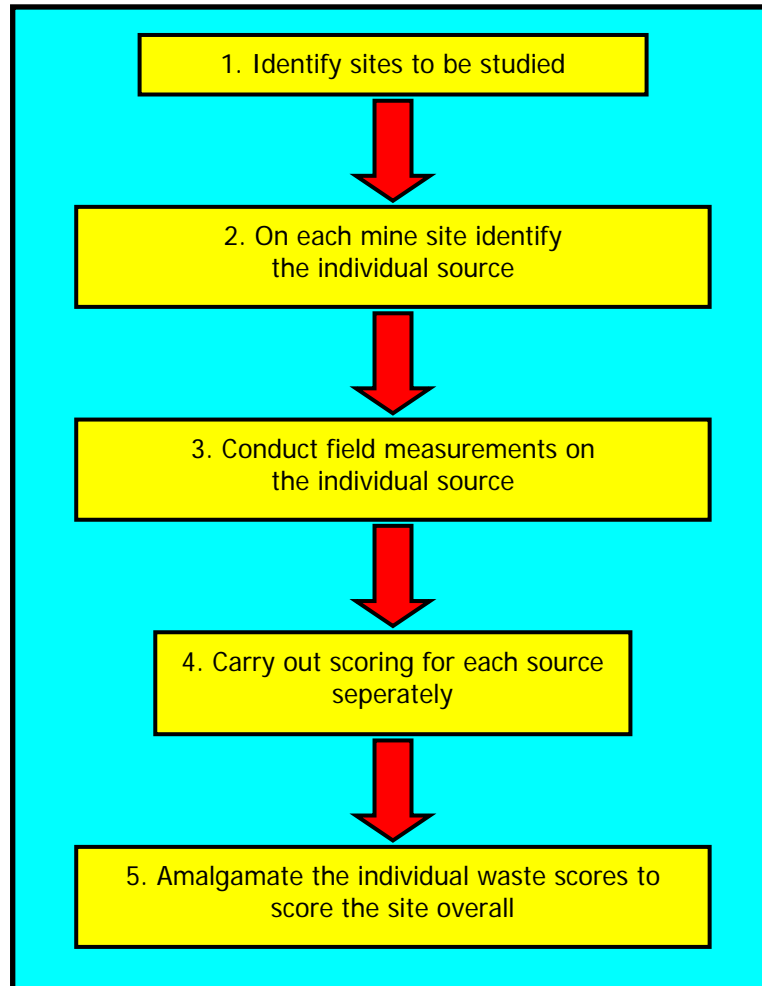 1. Identify sites to be studied
2. On each mine site identify
the individual source
3. Conduct field measurements on
the individual source
4. Carry out scoring for each source
seperately
5. Amalgamate the individual waste scores to
score the site overall